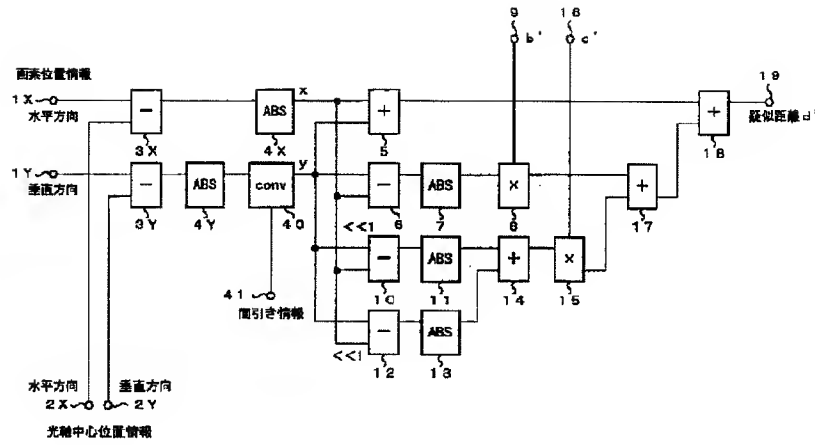 9 16
b' c'
画素位置情報
1X
水平方向
−
3X
ABS
4X
x
+
5
+
18
19
疑似距離d'
1Y
垂直方向
−
3Y
ABS
4Y
conv
40
y
−
6
ABS
7
×
8
+
17
<<1
−
10
ABS
11
+
14
×
15
41
間引き情報
−
12
ABS
13
<<1
水平方向 垂直方向
2X 2Y
光軸中心位置情報